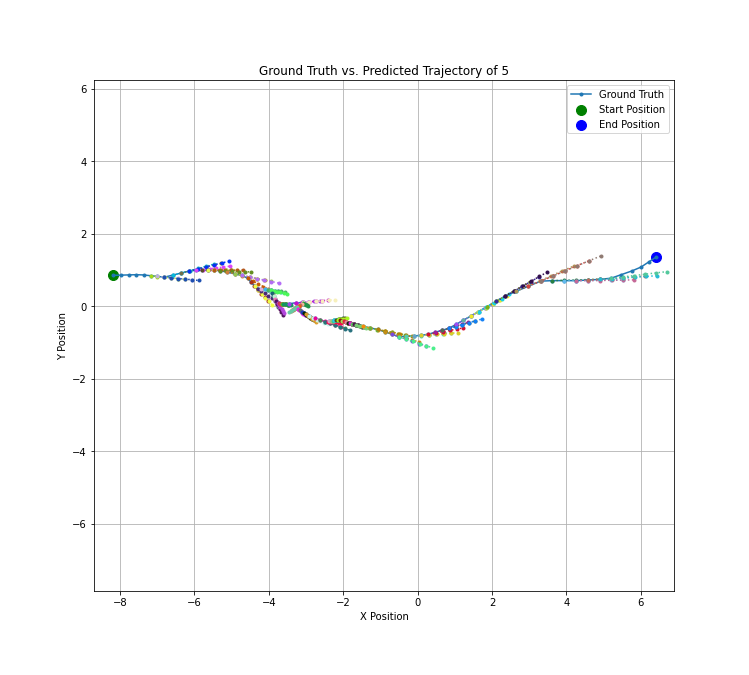 Ground Truth vs. Predicted Trajectory of 5
Ground Truth
Start Position
End Position
6
4
2
0
−2
−4
−6
Y Position
−8
−6
−4
−2
0
2
4
6
X Position